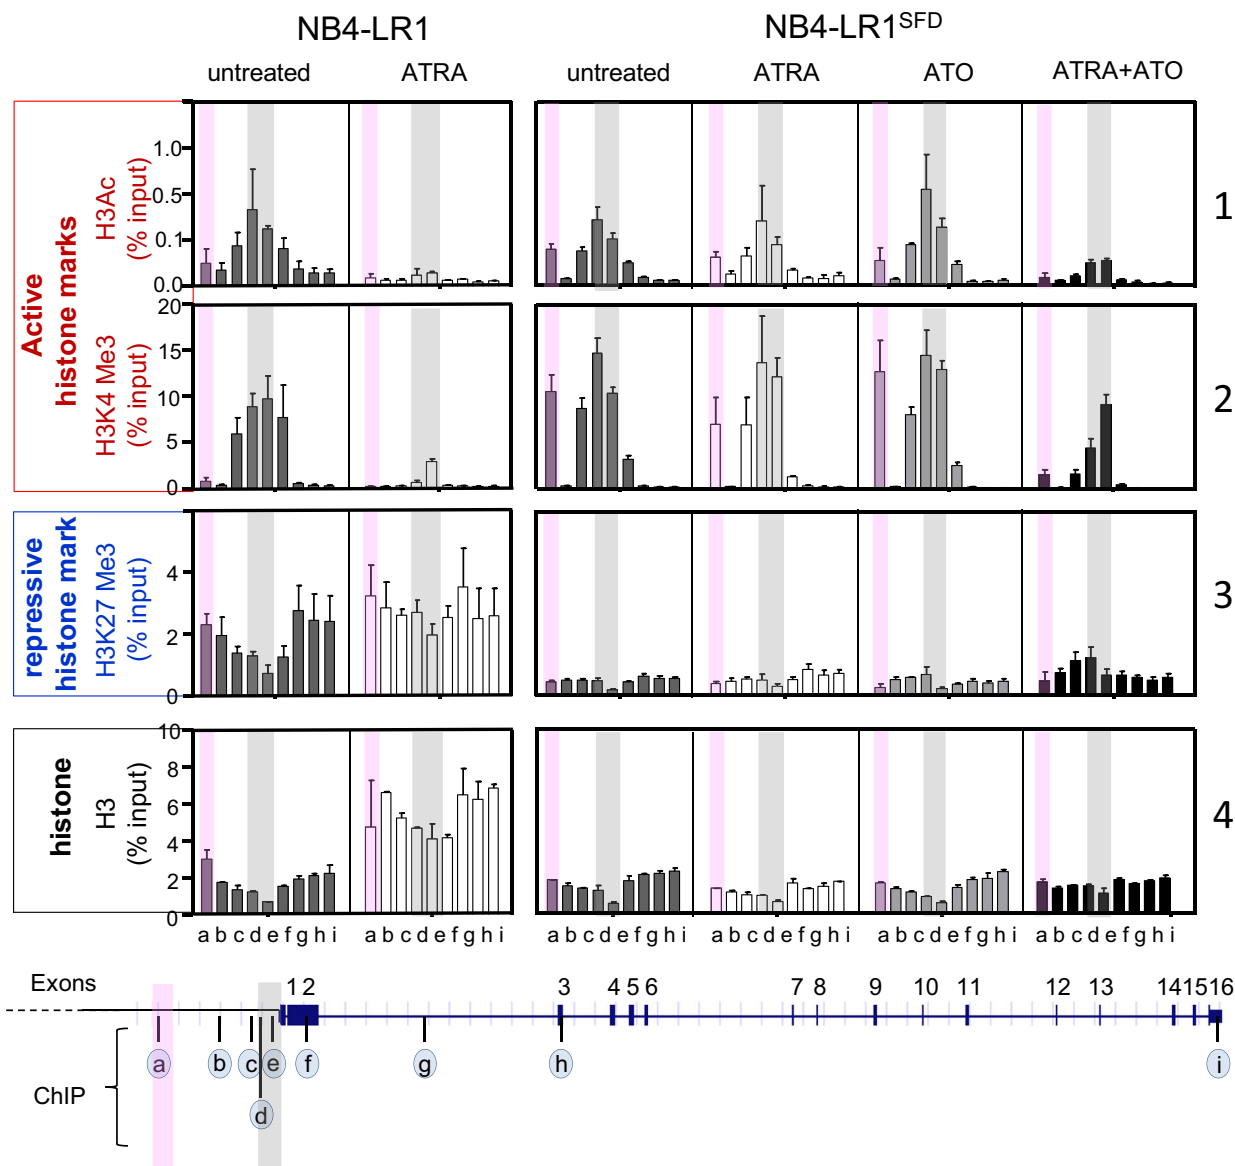 NB4-LR1 NB4-LR1SFD
untreated ATRA untreated ATRA ATO ATRA+ATO
Active
histone marks
H3Ac
(% input)
1.0
0.5
0.1
0.0
1
H3K4 Me3
(% input)
20
15
10
5
0
2
repressive
histone mark
H3K27 Me3
(% input)
4
2
0
3
histone
H3
(% input)
10
8
6
4
2
0
4
a b c d e f g h i a b c d e f g h i a b c d e f g h i a b c d e f g h i a b c d e f g h i a b c d e f g h i
Exons 1 2 3 4 5 6 7 8 9 10 11 12 13 14 15 16
a b c e f g h i
ChIP
d